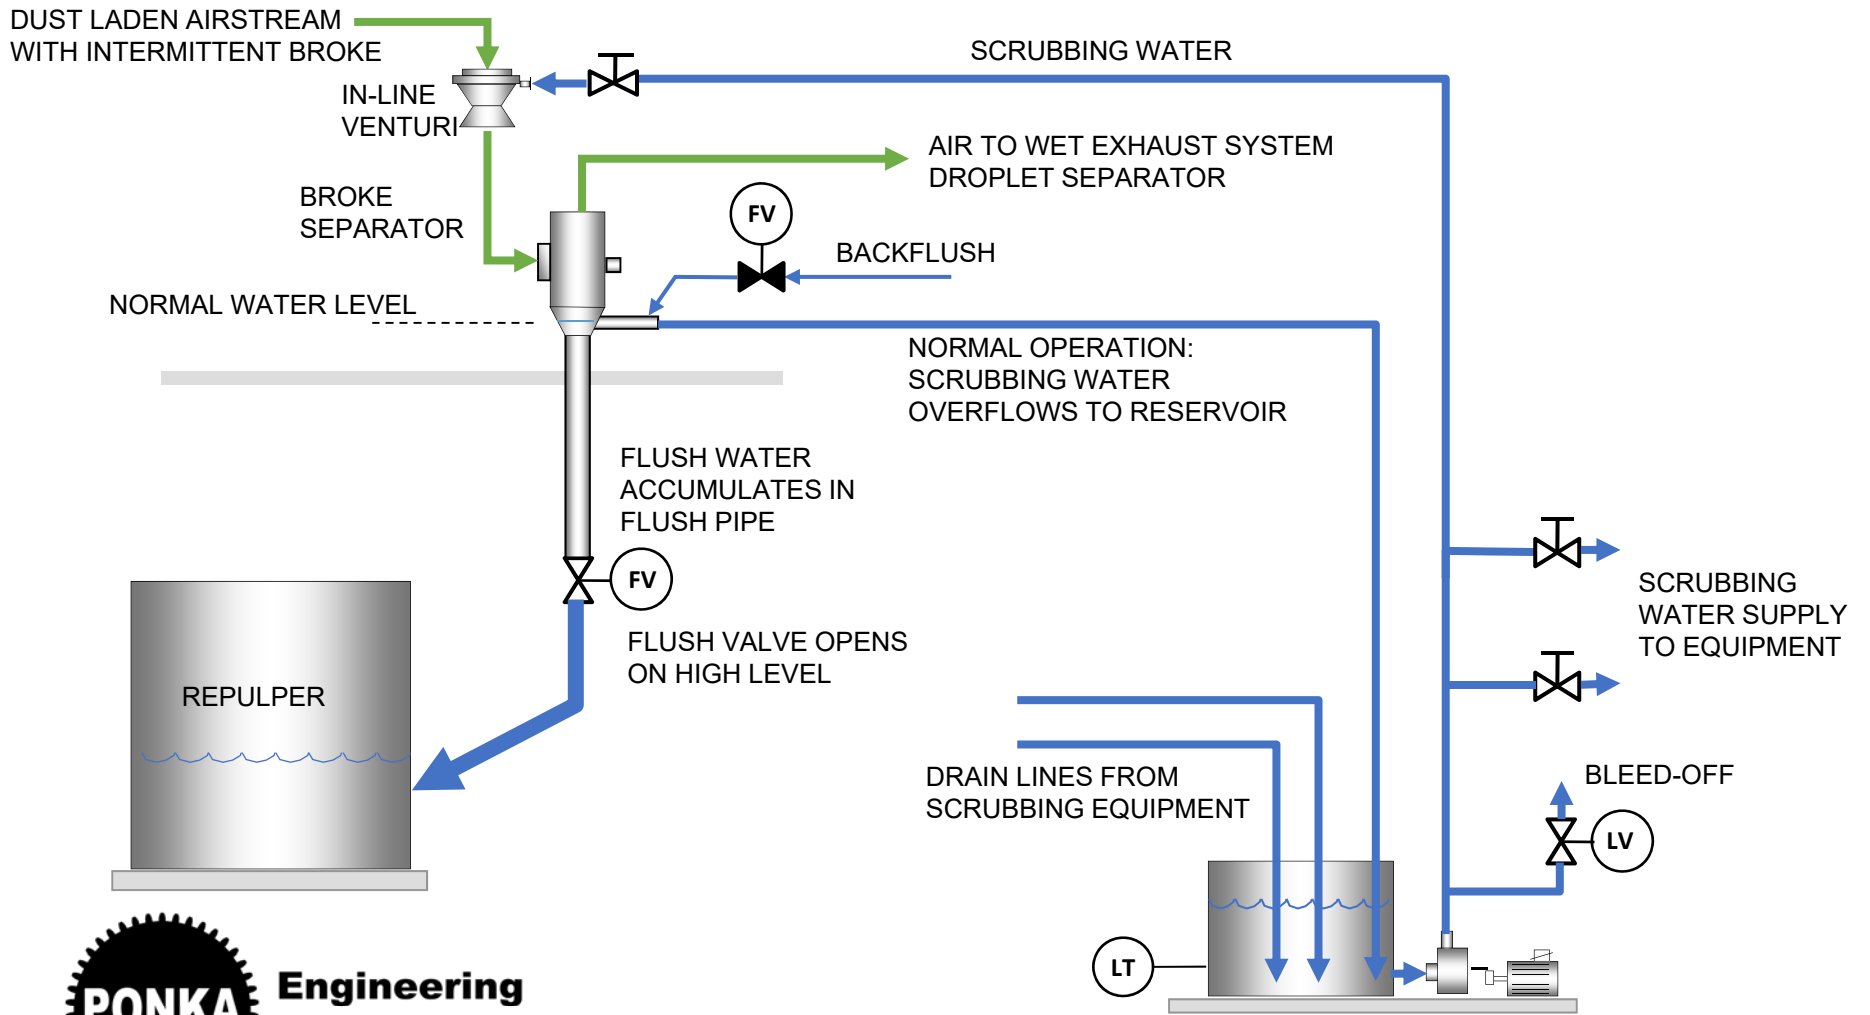 DUST LADEN AIRSTREAM
WITH INTERMITTENT BROKE
SCRUBBING WATER
IN-LINE
VENTURI
AIR TO WET EXHAUST SYSTEM
DROPLET SEPARATOR
BROKE
SEPARATOR
FV
BACKFLUSH
NORMAL WATER LEVEL
NORMAL OPERATION:
SCRUBBING WATER
OVERFLOWS TO RESERVOIR
FLUSH WATER
ACCUMULATES IN
FLUSH PIPE
FV
FLUSH VALVE OPENS
ON HIGH LEVEL
SCRUBBING
WATER SUPPLY
TO EQUIPMENT
REPULPER
DRAIN LINES FROM
SCRUBBING EQUIPMENT
BLEED-OFF
LV
LT
PONKA
Engineering